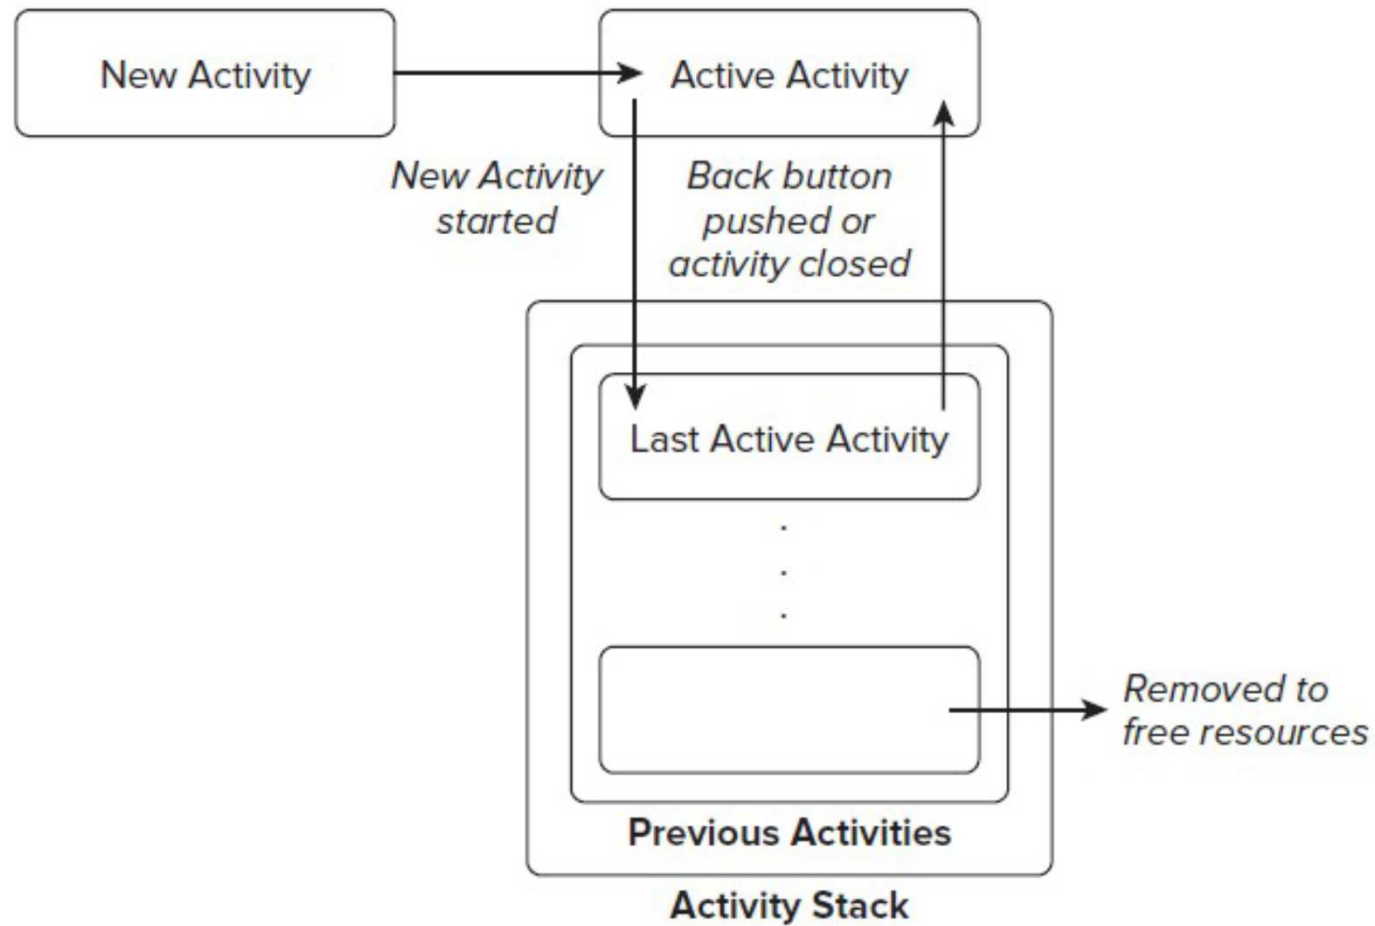 New Activity
Active Activity
New Activity
started
Back button
pushed or
activity closed
Last Active Activity
Removed to
free resources
Previous Activities
Activity Stack